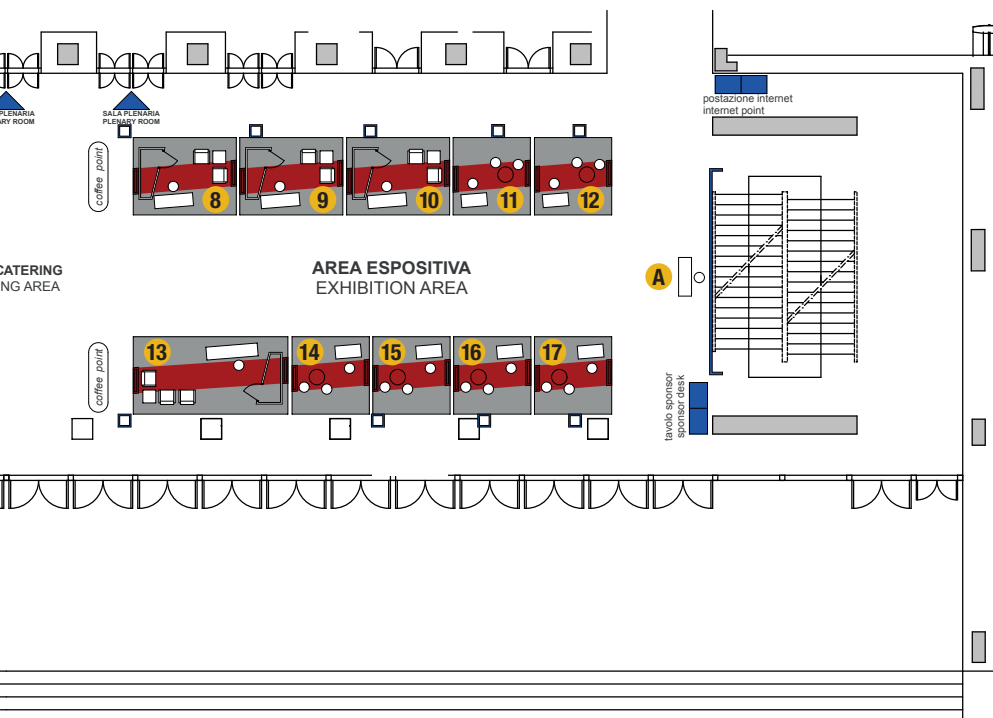 PLENARIA
ARY ROOM
SALA PLENARIA
PLENARY ROOM
postazione internet
internet point
coffee point
8
9
10
11
12
CATERING
NG AREA
AREA ESPOSITIVA
EXHIBITION AREA
A
coffee point
13
14
15
16
17
tavolo sponsor
sponsor desk